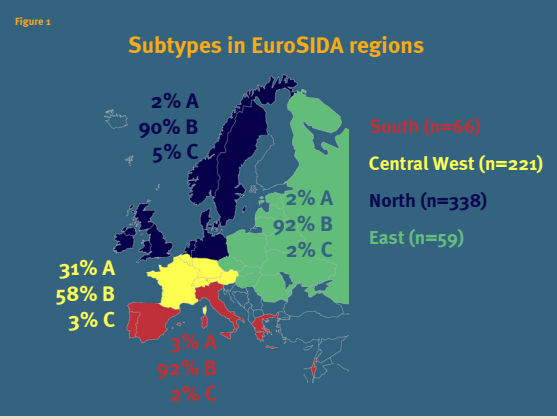 Figure 1
Subtypes in EuroSIDA regions
2% A
90% B
5% C
South (n=66)
Central West (n=221)
North (n=338)
East (n=59)
2% A
92% B
2% C
31% A
58% B
3% C
3% A
92% B
2% C